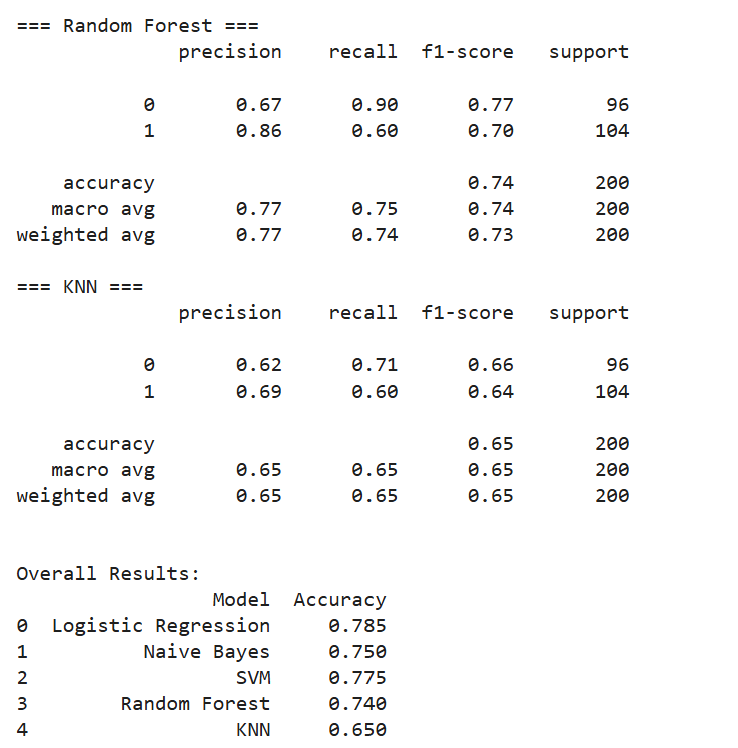 === Random Forest ===
precision recall f1-score support
0 0.67 0.90 0.77 96
1 0.86 0.60 0.70 104
accuracy 0.74 200
macro avg 0.77 0.75 0.74 200
weighted avg 0.77 0.74 0.73 200
=== KNN ===
precision recall f1-score support
0 0.62 0.71 0.66 96
1 0.69 0.60 0.64 104
accuracy 0.65 200
macro avg 0.65 0.65 0.65 200
weighted avg 0.65 0.65 0.65 200
Overall Results:
Model Accuracy
0 Logistic Regression 0.785
1 Naive Bayes 0.750
2 SVM 0.775
3 Random Forest 0.740
4 KNN 0.650